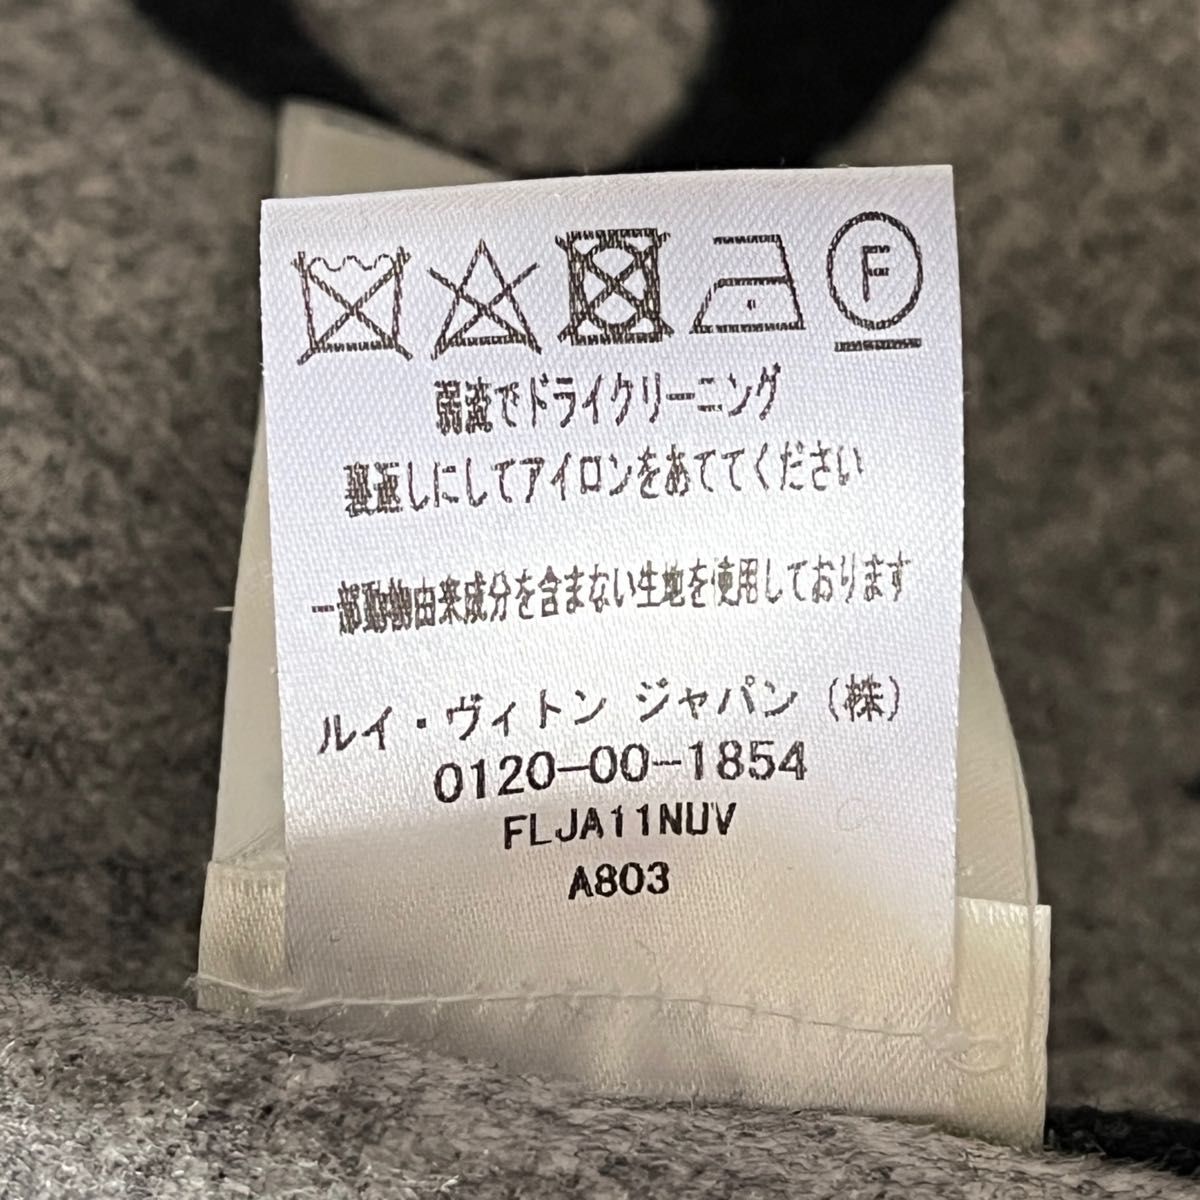 F
弱流でドライクリーニング
裏返しにしてアイロンをあててください
一部動物由来成分を含まない生地を使用しております
ルイ・ヴィトン ジャパン (株)
0120-00-1854
FLJA11NUV
A803